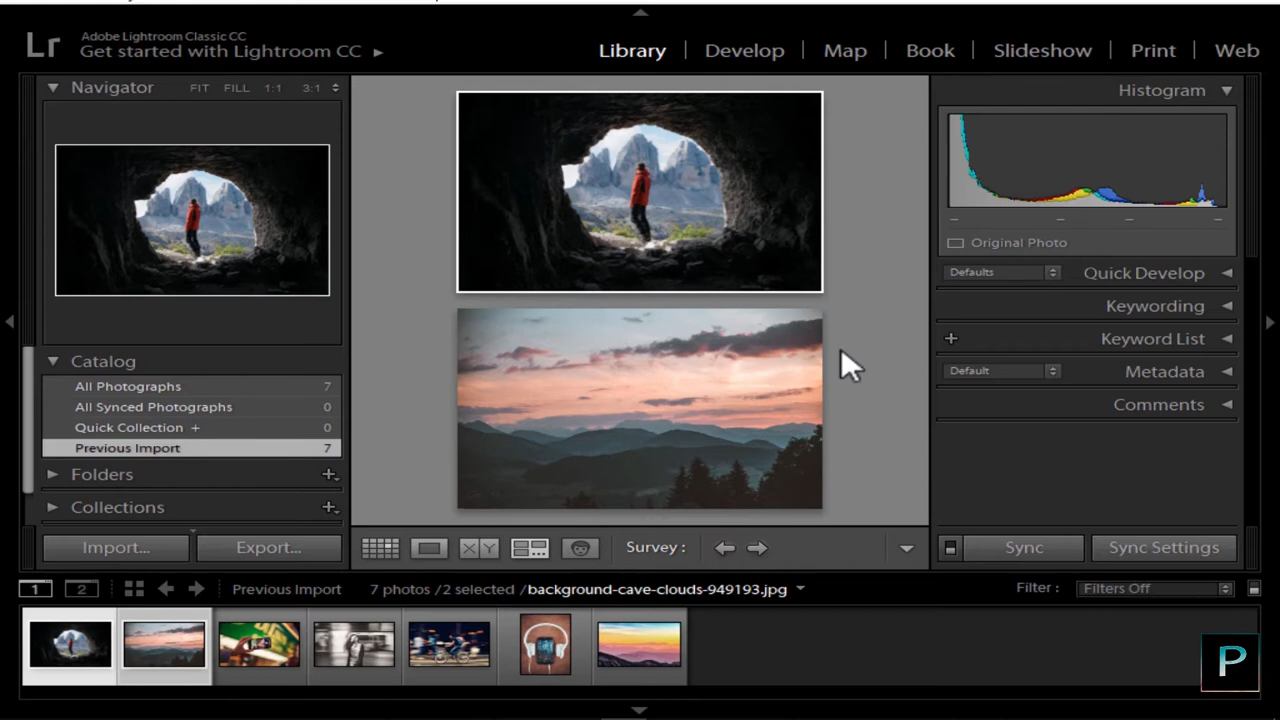 Lr
Adobe Lightroom Classic CC
Get started with Lightroom CC
Library | Develop | Map | Book | Slideshow | Print | Web
Navigator FIT FILL 1:1 3:1
Catalog
All Photographs 7
All Synced Photographs 0
Quick Collection + 0
Previous Import 7
Folders +
Collections +
Import... Export...
XY Survey :
Histogram
Original Photo
Defaults Quick Develop
Keywording
+ Keyword List
Default Metadata
Comments
Sync Sync Settings
1 2 Previous Import 7 photos /2 selected /background-cave-clouds-949193.jpg Filter : Filters Off
P